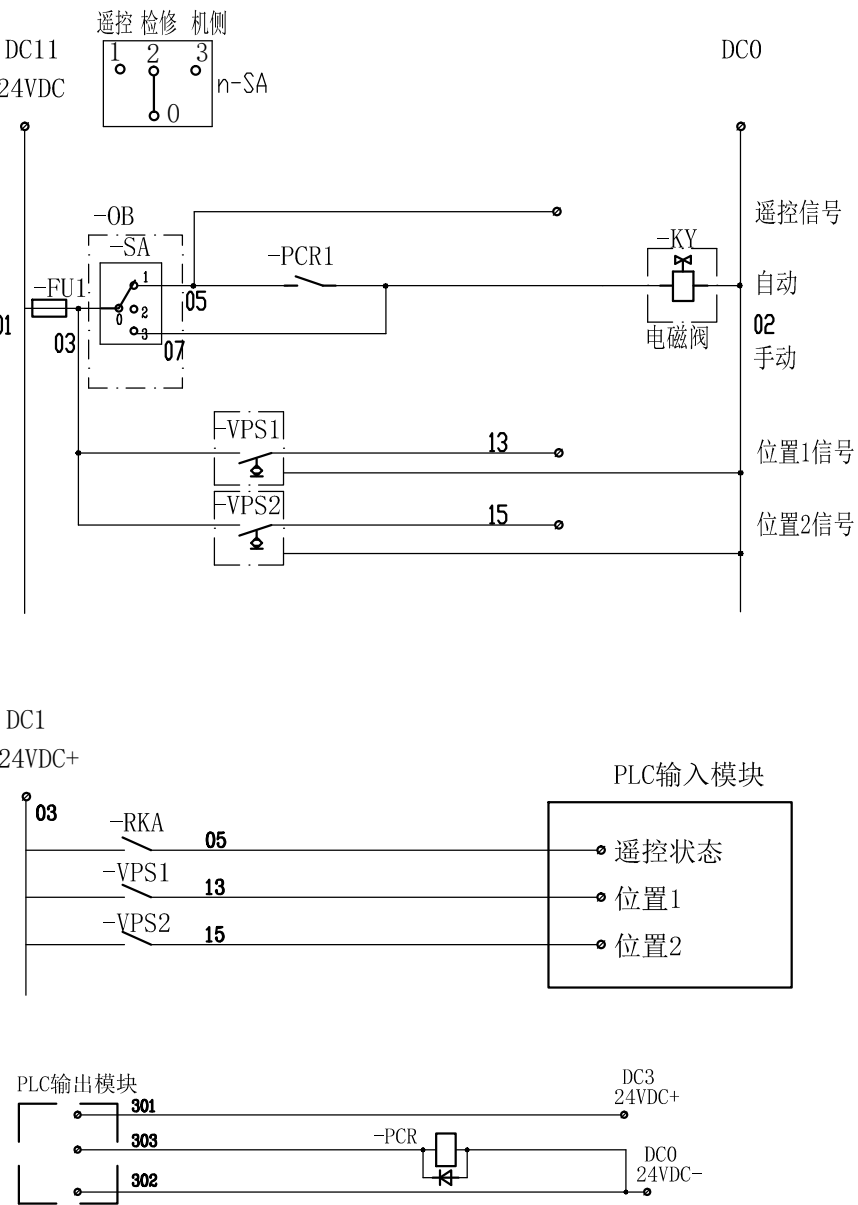 遥控 检修 机侧
DC11
24VDC
1 2 3
0
n-SA
DC0
-OB
-SA
遥控信号
-FU1
1
0 2
3
05
-PCR1
-KY
自动
01
03
07
电磁阀
02
手动
-VPS1
13
位置1信号
-VPS2
15
位置2信号
DC1
24VDC+
PLC输入模块
03
-RKA
05
遥控状态
-VPS1
13
位置1
-VPS2
15
位置2
PLC输出模块
DC3
24VDC+
301
303
-PCR
DC0
24VDC-
302